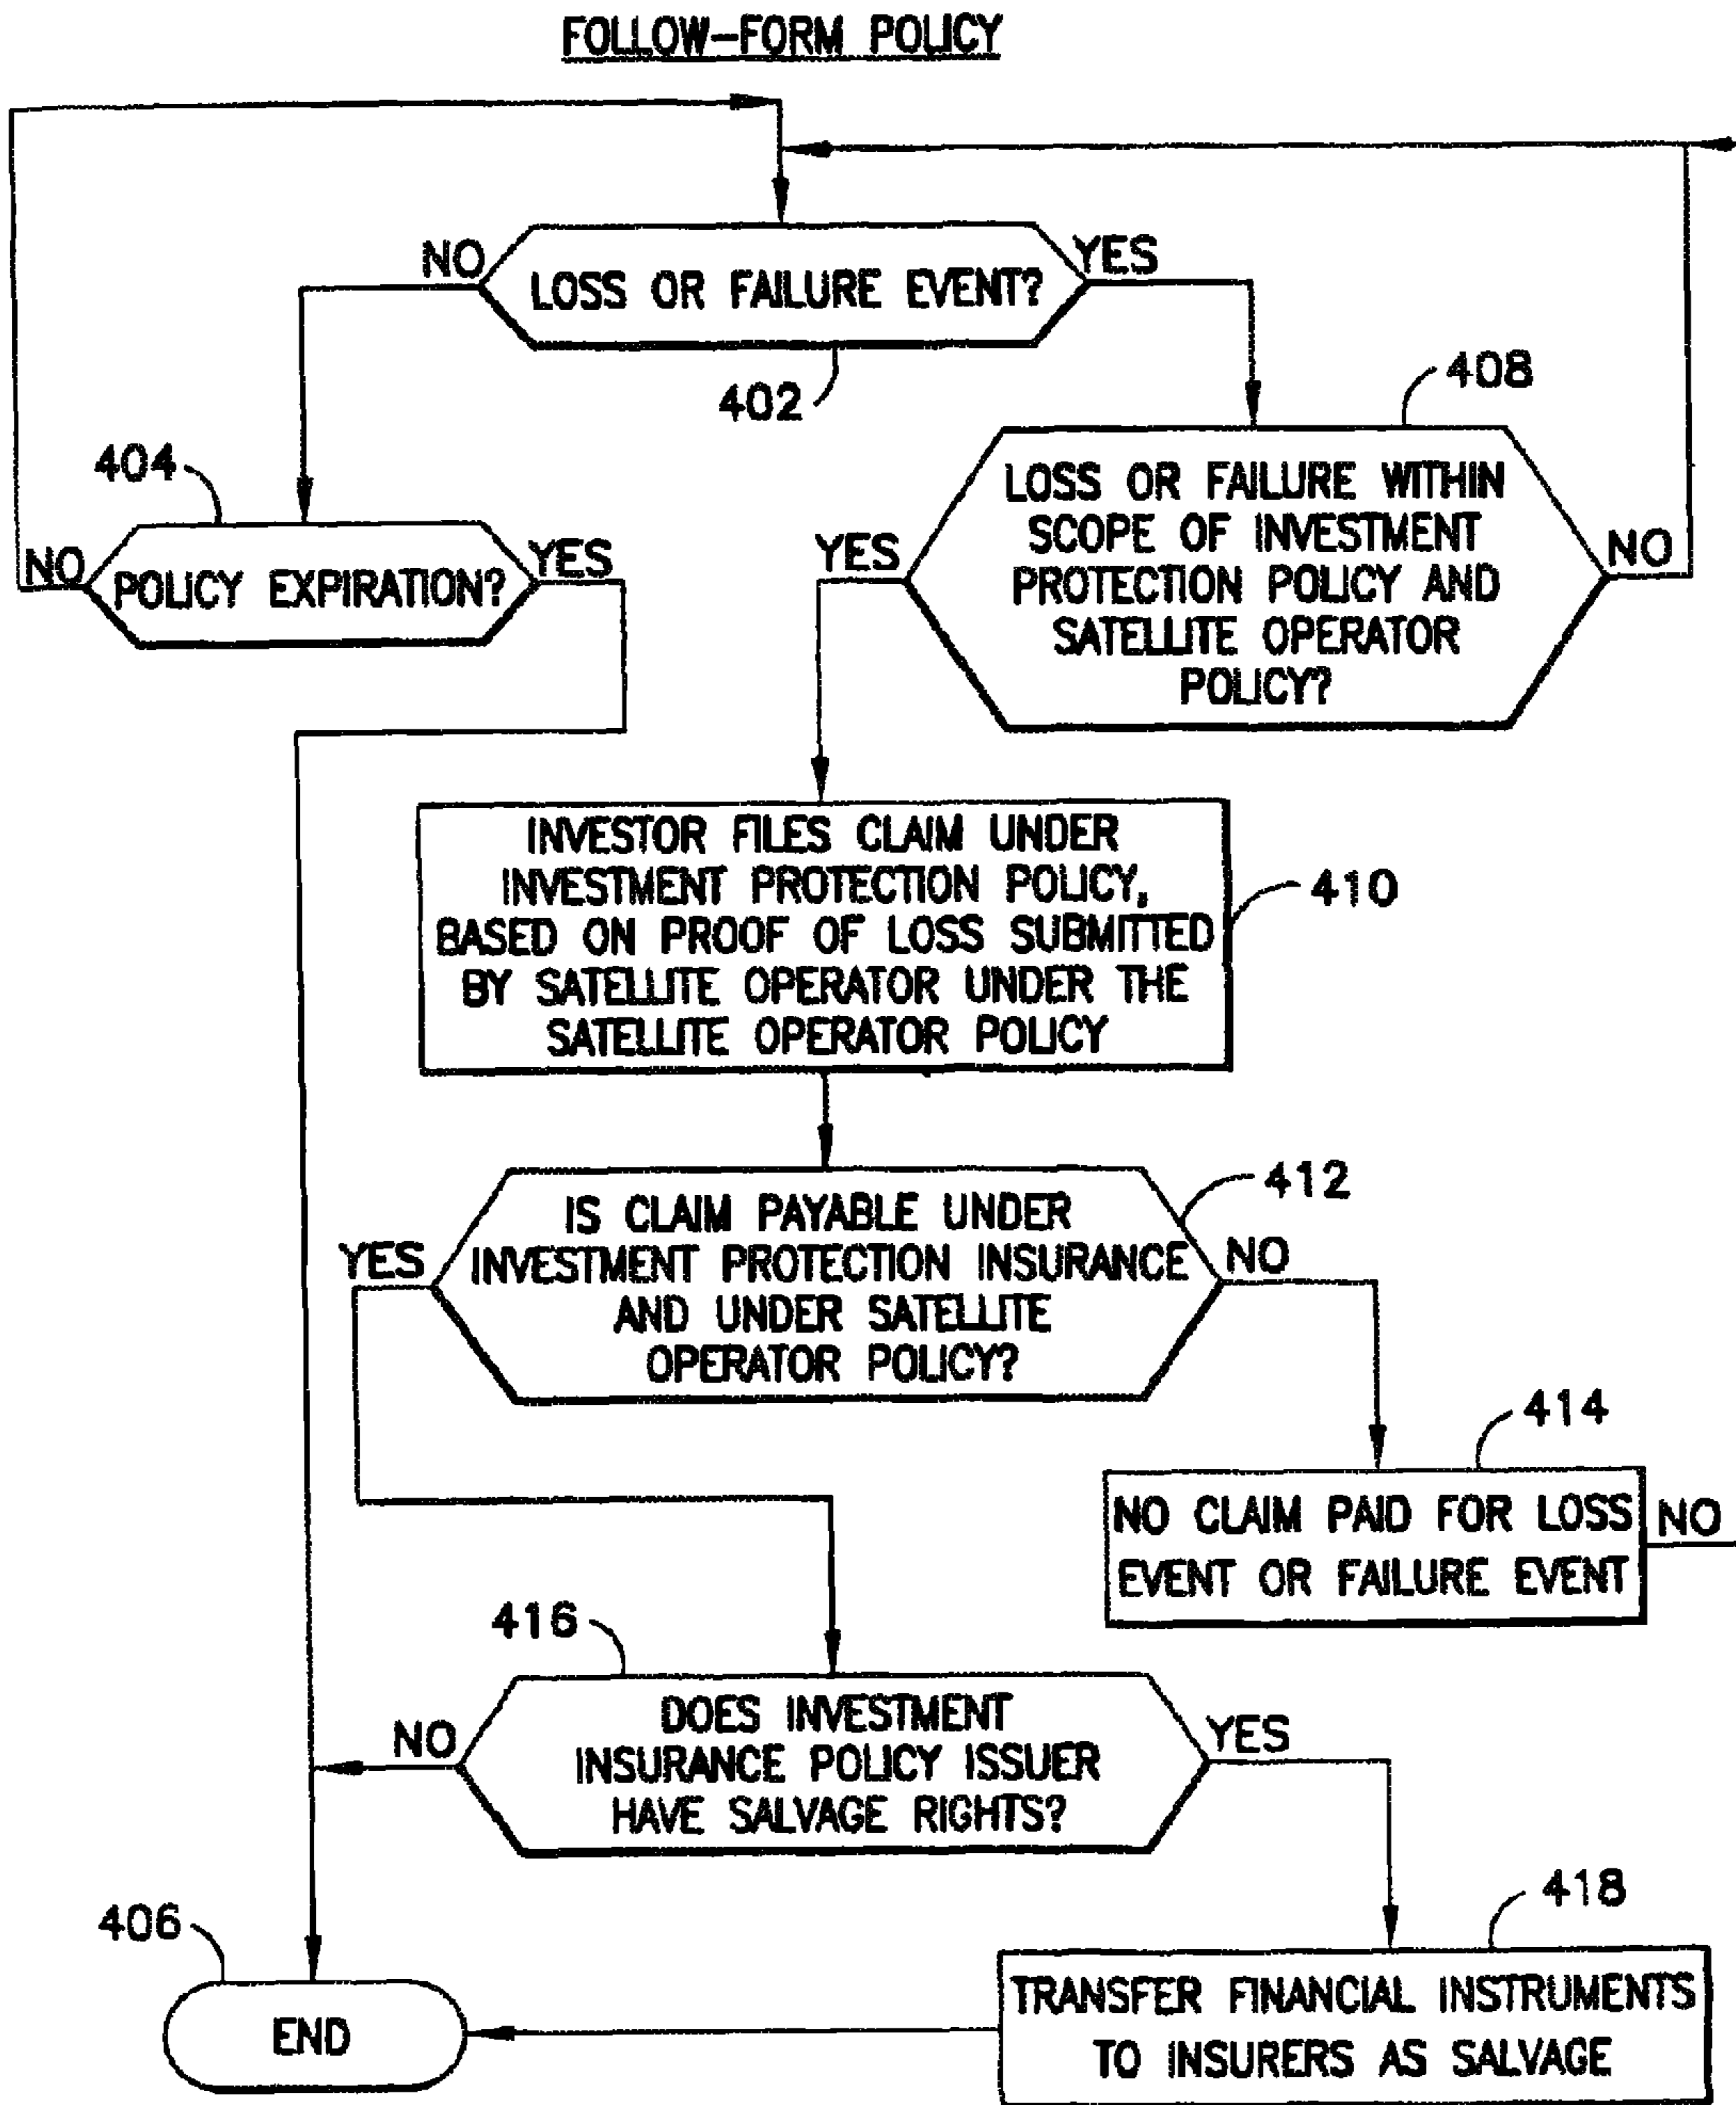 FOLLOW-FORM POLICY
NO
YES
LOSS OR FAILURE EVENT?
402
408
404
LOSS OR FAILURE WITHIN
SCOPE OF INVESTMENT
PROTECTION POLICY AND
SATELLITE OPERATOR
POLICY?
YES
NO
NO
YES
POLICY EXPIRATION?
INVESTOR FILES CLAIM UNDER
INVESTMENT PROTECTION POLICY,
BASED ON PROOF OF LOSS SUBMITTED
BY SATELLITE OPERATOR UNDER THE
SATELLITE OPERATOR POLICY
410
412
IS CLAIM PAYABLE UNDER
INVESTMENT PROTECTION INSURANCE
AND UNDER SATELLITE
OPERATOR POLICY?
YES
NO
414
NO CLAIM PAID FOR LOSS
EVENT OR FAILURE EVENT
NO
416
DOES INVESTMENT
INSURANCE POLICY ISSUER
HAVE SALVAGE RIGHTS?
NO
YES
406
418
END
TRANSFER FINANCIAL INSTRUMENTS
TO INSURERS AS SALVAGE